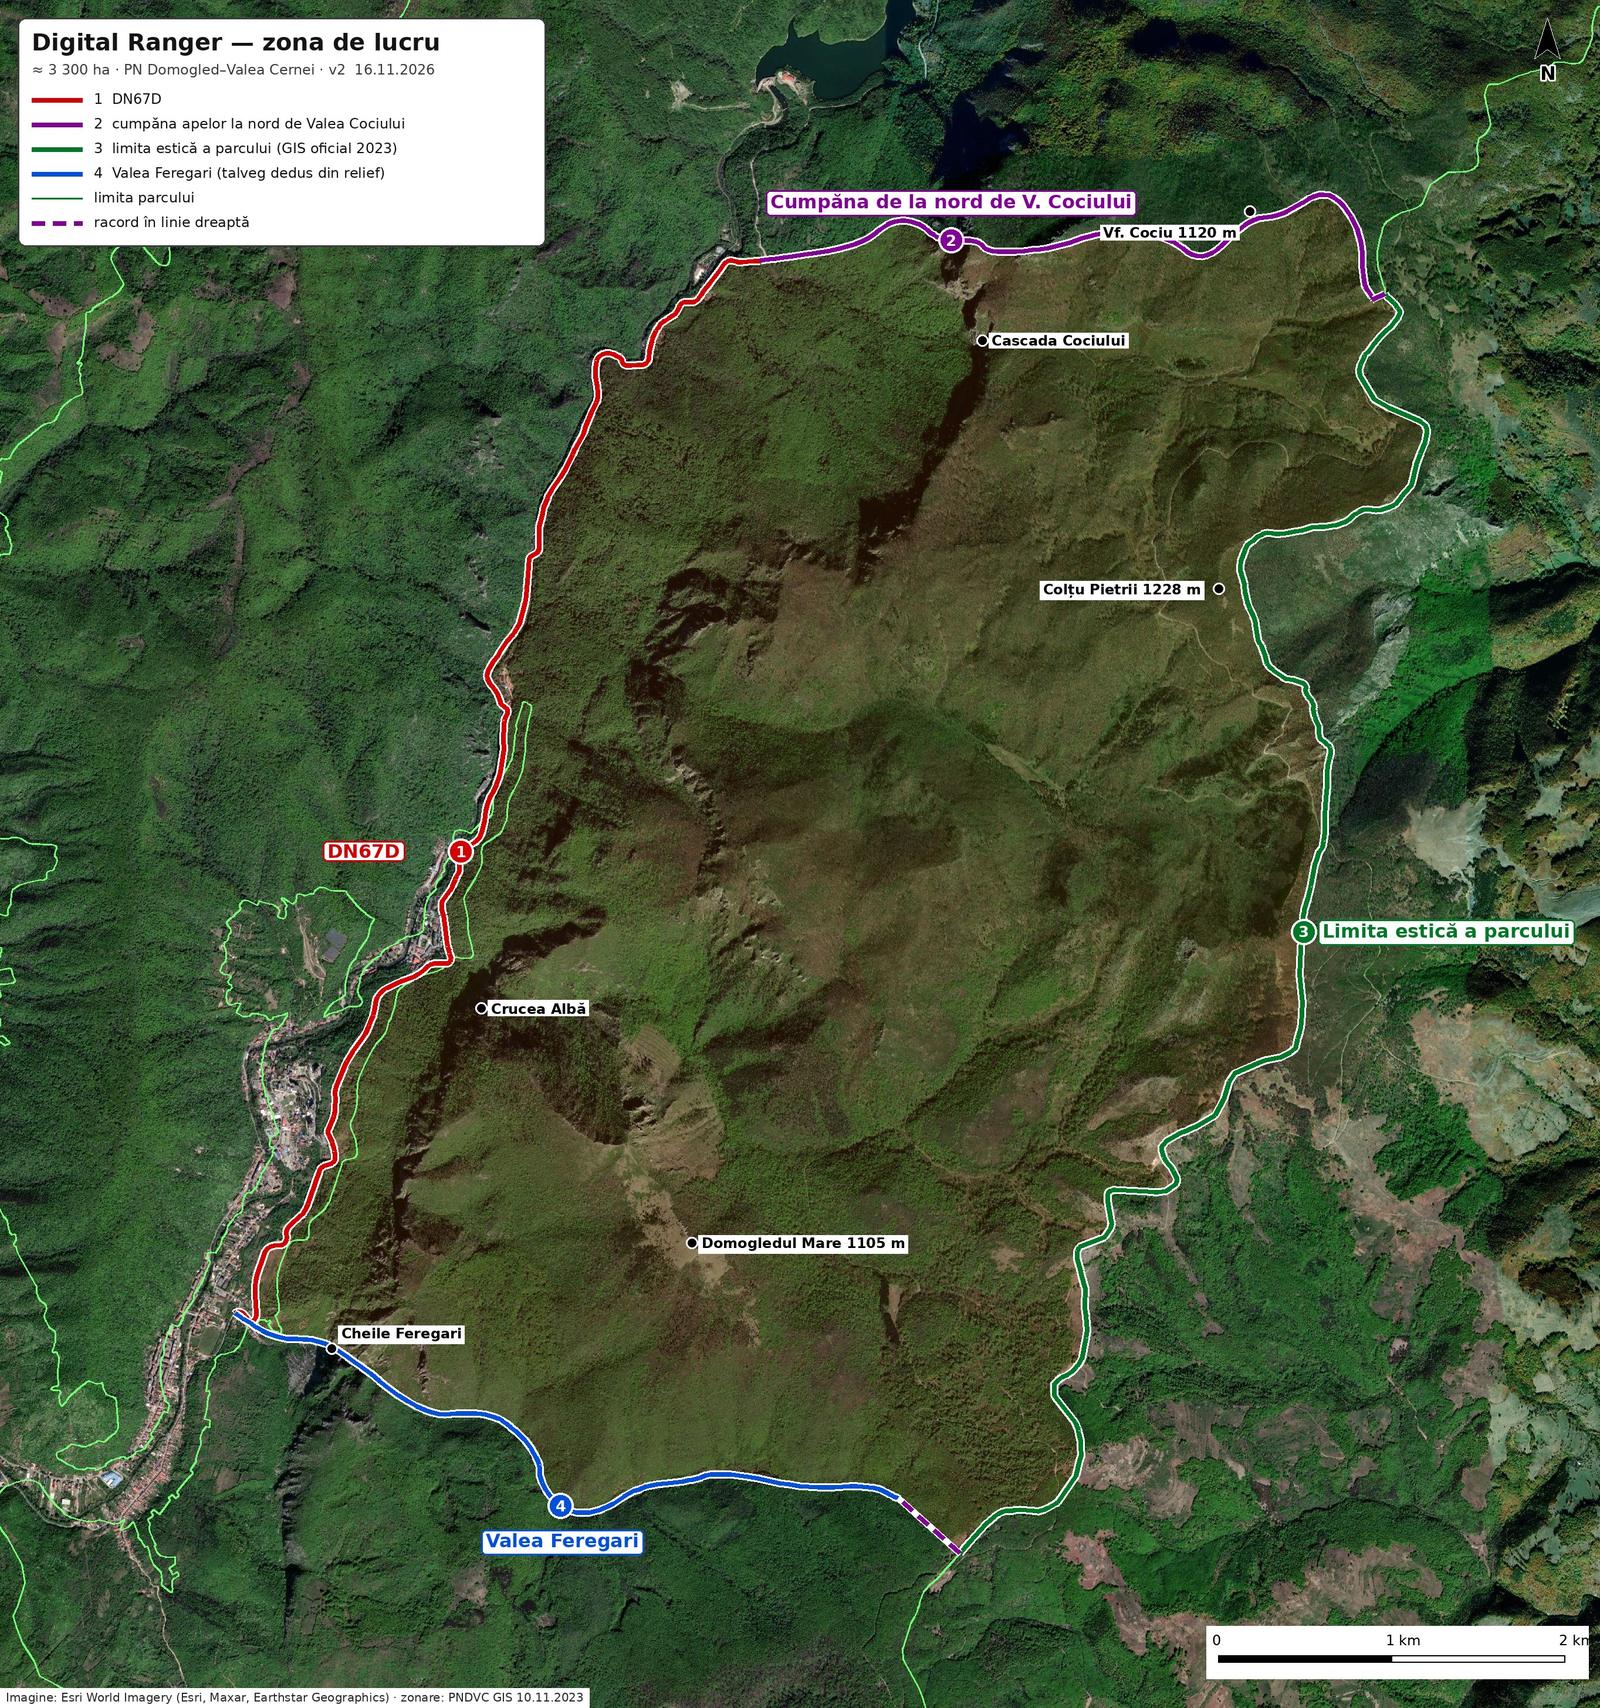 Digital Ranger — zona de lucru
≈ 3 300 ha · PN Domogled–Valea Cernei · v2 16.11.2026
1 DN67D
2 cumpăna apelor la nord de Valea Cociului
3 limita estică a parcului (GIS oficial 2023)
4 Valea Feregari (talveg dedus din relief)
limita parcului
racord în linie dreaptă
N
Cumpăna de la nord de V. Cociului
2
Vf. Cociu 1120 m
Cascada Cociului
Colțu Pietrii 1228 m
DN67D
1
3
Limita estică a parcului
Crucea Albă
Domogledul Mare 1105 m
Cheile Feregari
4
Valea Feregari
0 1 km 2 km
Imagine: Esri World Imagery (Esri, Maxar, Earthstar Geographics) · zonare: PNDVC GIS 10.11.2023